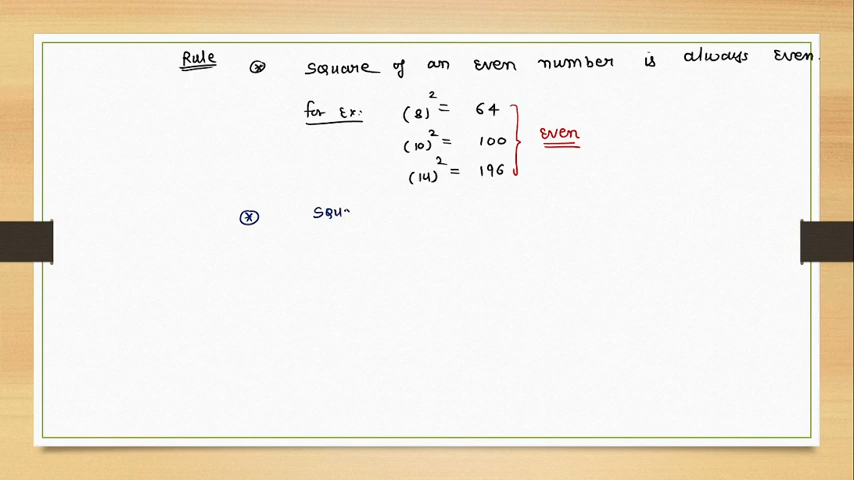 Rule ⊛ square of an even number is always even.
for Ex: (8)² = 64
(10)² = 100
(14)² = 196
Even
⊛ squ